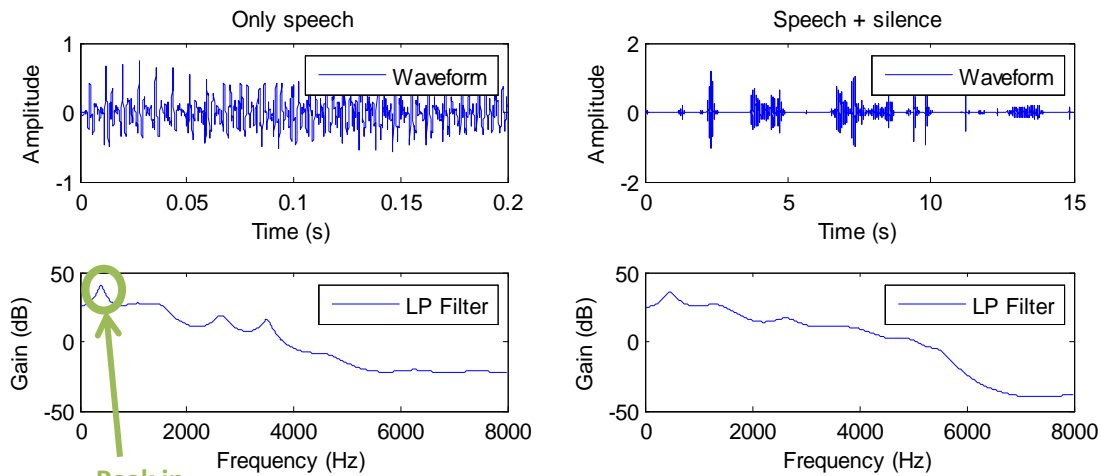 Only speech
1
0
-1
Amplitude
Waveform
0
0.05
0.1
0.15
0.2
Time (s)
Speech + silence
2
0
-2
Amplitude
Waveform
0
5
10
15
Time (s)
50
0
-50
Gain (dB)
LP Filter
0
2000
4000
6000
8000
Frequency (Hz)
50
0
-50
Gain (dB)
LP Filter
0
2000
4000
6000
8000
Frequency (Hz)
Peak in